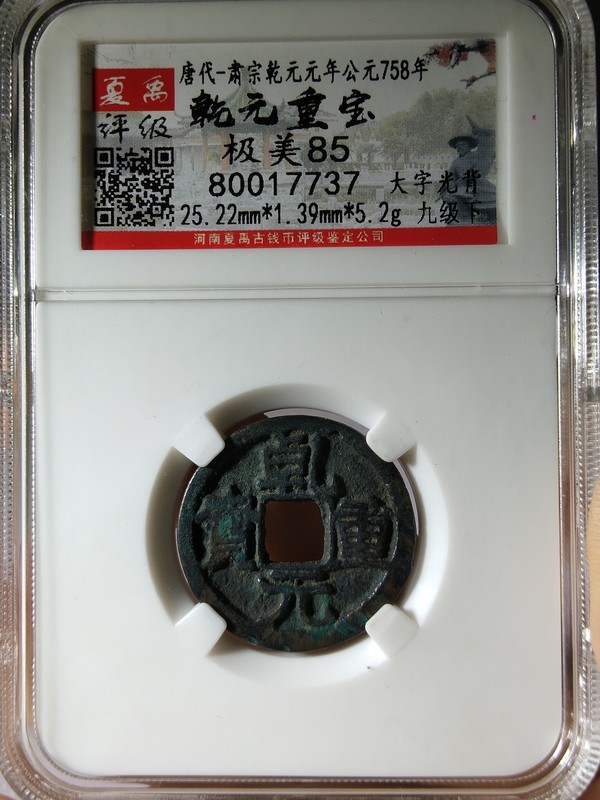 唐代-肃宗乾元元年公元758年
夏禹
评级
乾元重宝
极美85
80017737 大字光背
25.22mm*1.39mm*5.2g 九级下
河南夏禹古钱币评级鉴定公司
乾元重寶